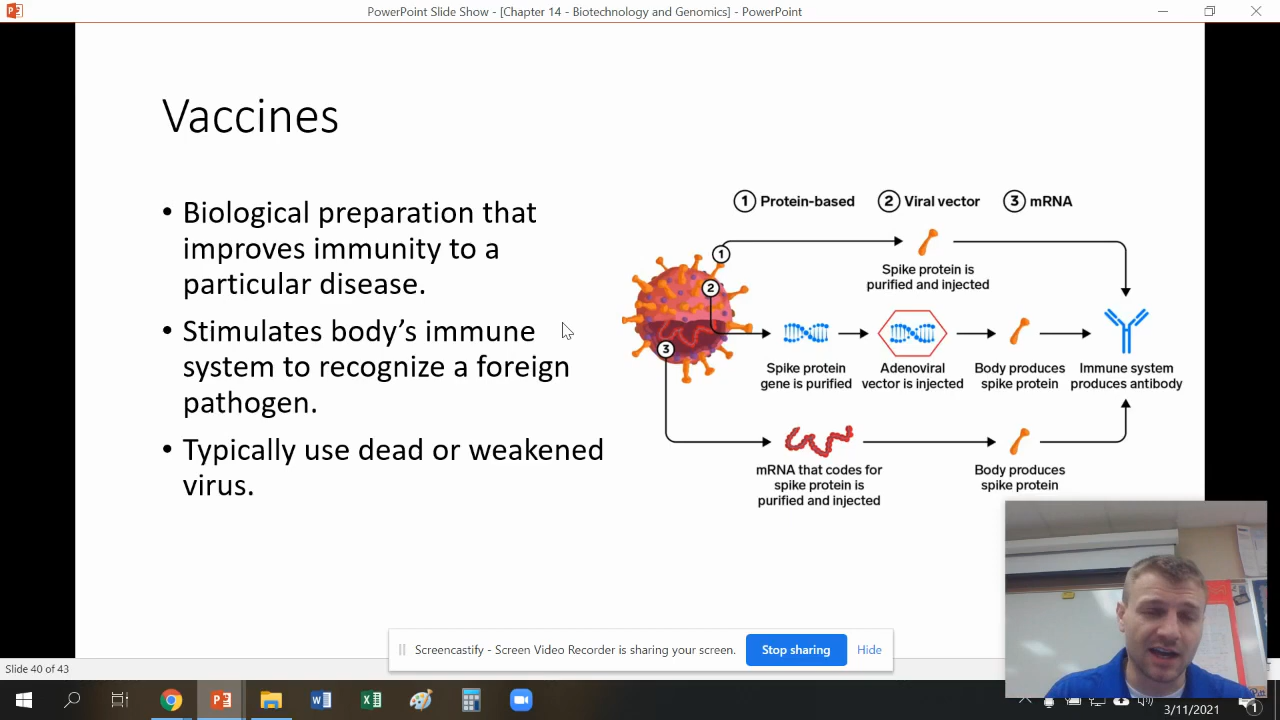 PowerPoint Slide Show - [Chapter 14 - Biotechnology and Genomics] - PowerPoint
Vaccines
• Biological preparation that
improves immunity to a
particular disease.
• Stimulates body’s immune
system to recognize a foreign
pathogen.
• Typically use dead or weakened
virus.
1 Protein-based 2 Viral vector 3 mRNA
1
Spike protein is
purified and injected
2
Spike protein
gene is purified
Adenoviral
vector is injected
Body produces
spike protein
Immune system
produces antibody
3
mRNA that codes for
spike protein is
purified and injected
Body produces
spike protein
Screencastify - Screen Video Recorder is sharing your screen. Stop sharing Hide
Slide 40 of 43
3/11/2021
1